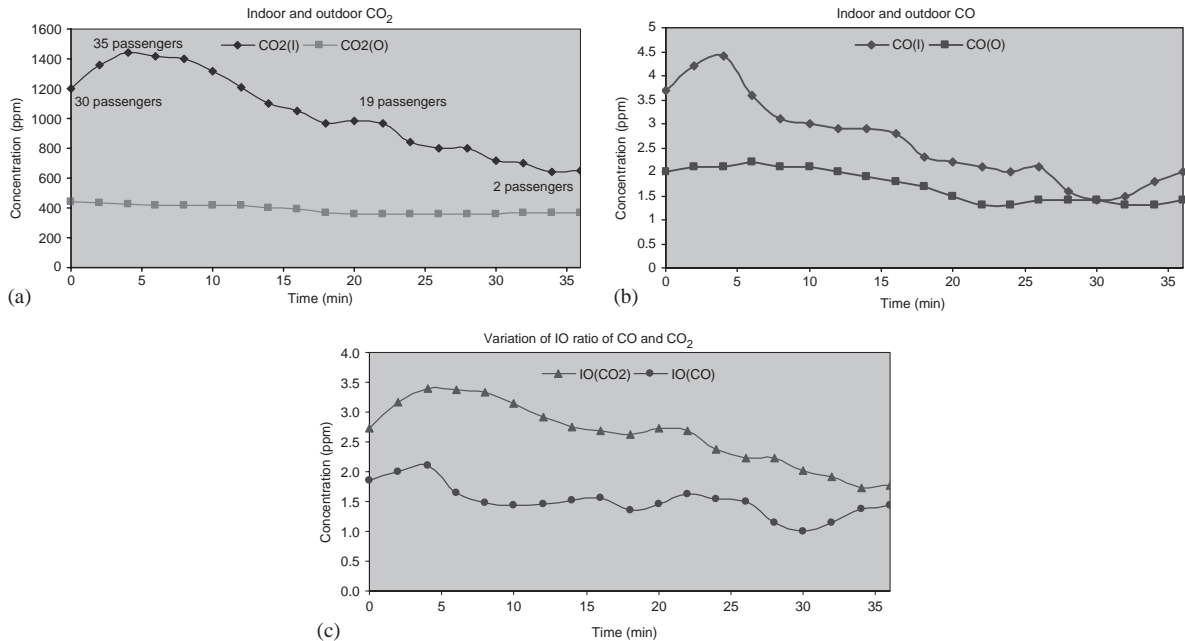 Indoor and outdoor CO2
CO2(I) CO2(O)
35 passengers
30 passengers
19 passengers
2 passengers
Concentration (ppm)
1600
1400
1200
1000
800
600
400
200
0
0 5 10 15 20 25 30 35
Time (min)
(a)
Indoor and outdoor CO
CO(I) CO(O)
Concentration (ppm)
5
4.5
4
3.5
3
2.5
2
1.5
1
0.5
0
0 5 10 15 20 25 30 35
Time (min)
(b)
Variation of IO ratio of CO and CO2
IO(CO2) IO(CO)
Concentration (ppm)
4.0
3.5
3.0
2.5
2.0
1.5
1.0
0.5
0.0
0 5 10 15 20 25 30 35
Time (min)
(c)